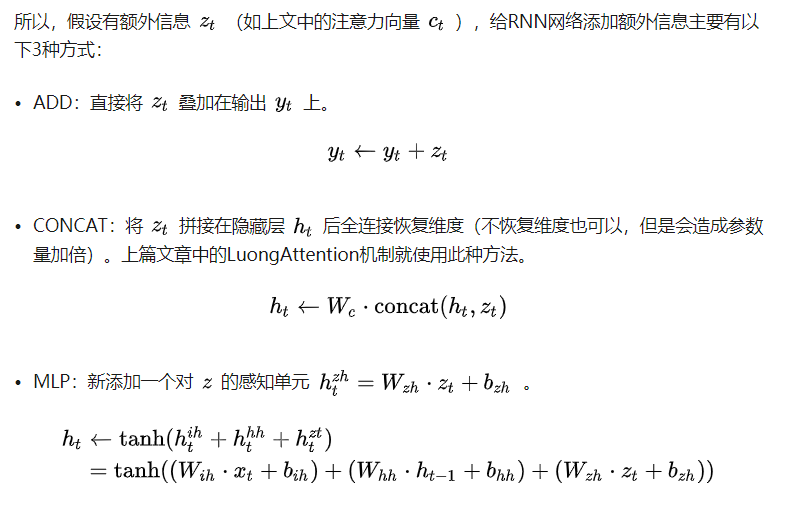 所以，假设有额外信息 z_t （如上文中的注意力向量 c_t ），给RNN网络添加额外信息主要有以
下3种方式：
• ADD：直接将 z_t 叠加在输出 y_t 上。
y_t ← y_t + z_t
• CONCAT：将 z_t 拼接在隐藏层 h_t 后全连接恢复维度（不恢复维度也可以，但是会造成参数
量加倍）。上篇文章中的LuongAttention机制就使用此种方法。
h_t ← W_c · concat(h_t, z_t)
• MLP：新添加一个对 z 的感知单元 h_t^{zh} = W_{zh} · z_t + b_{zh} 。
h_t ← tanh(h_t^{ih} + h_t^{hh} + h_t^{zt})
= tanh((W_{ih} · x_t + b_{ih}) + (W_{hh} · h_{t−1} + b_{hh}) + (W_{zh} · z_t + b_{zh}))